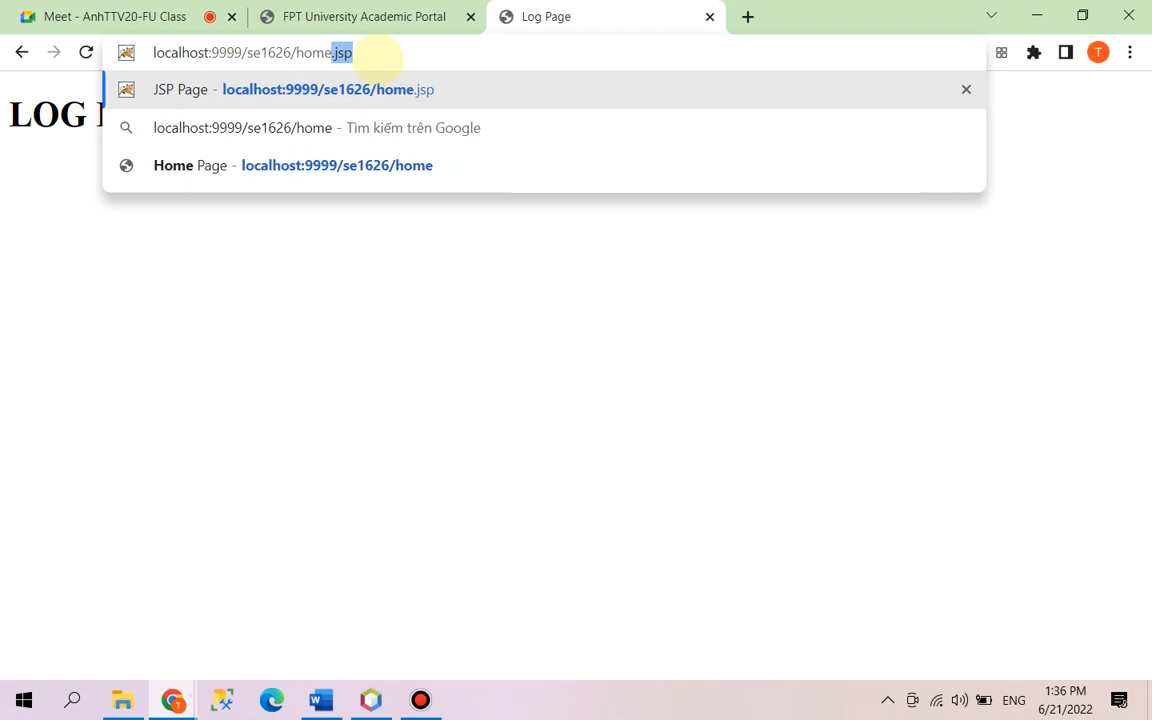 Meet - AnhTTV20-FU Class
FPT University Academic Portal
Log Page
localhost:9999/se1626/home.jsp
JSP Page - localhost:9999/se1626/home.jsp
LOG
localhost:9999/se1626/home - Tìm kiếm trên Google
Home Page - localhost:9999/se1626/home
T
T
W
ENG
1:36 PM
6/21/2022